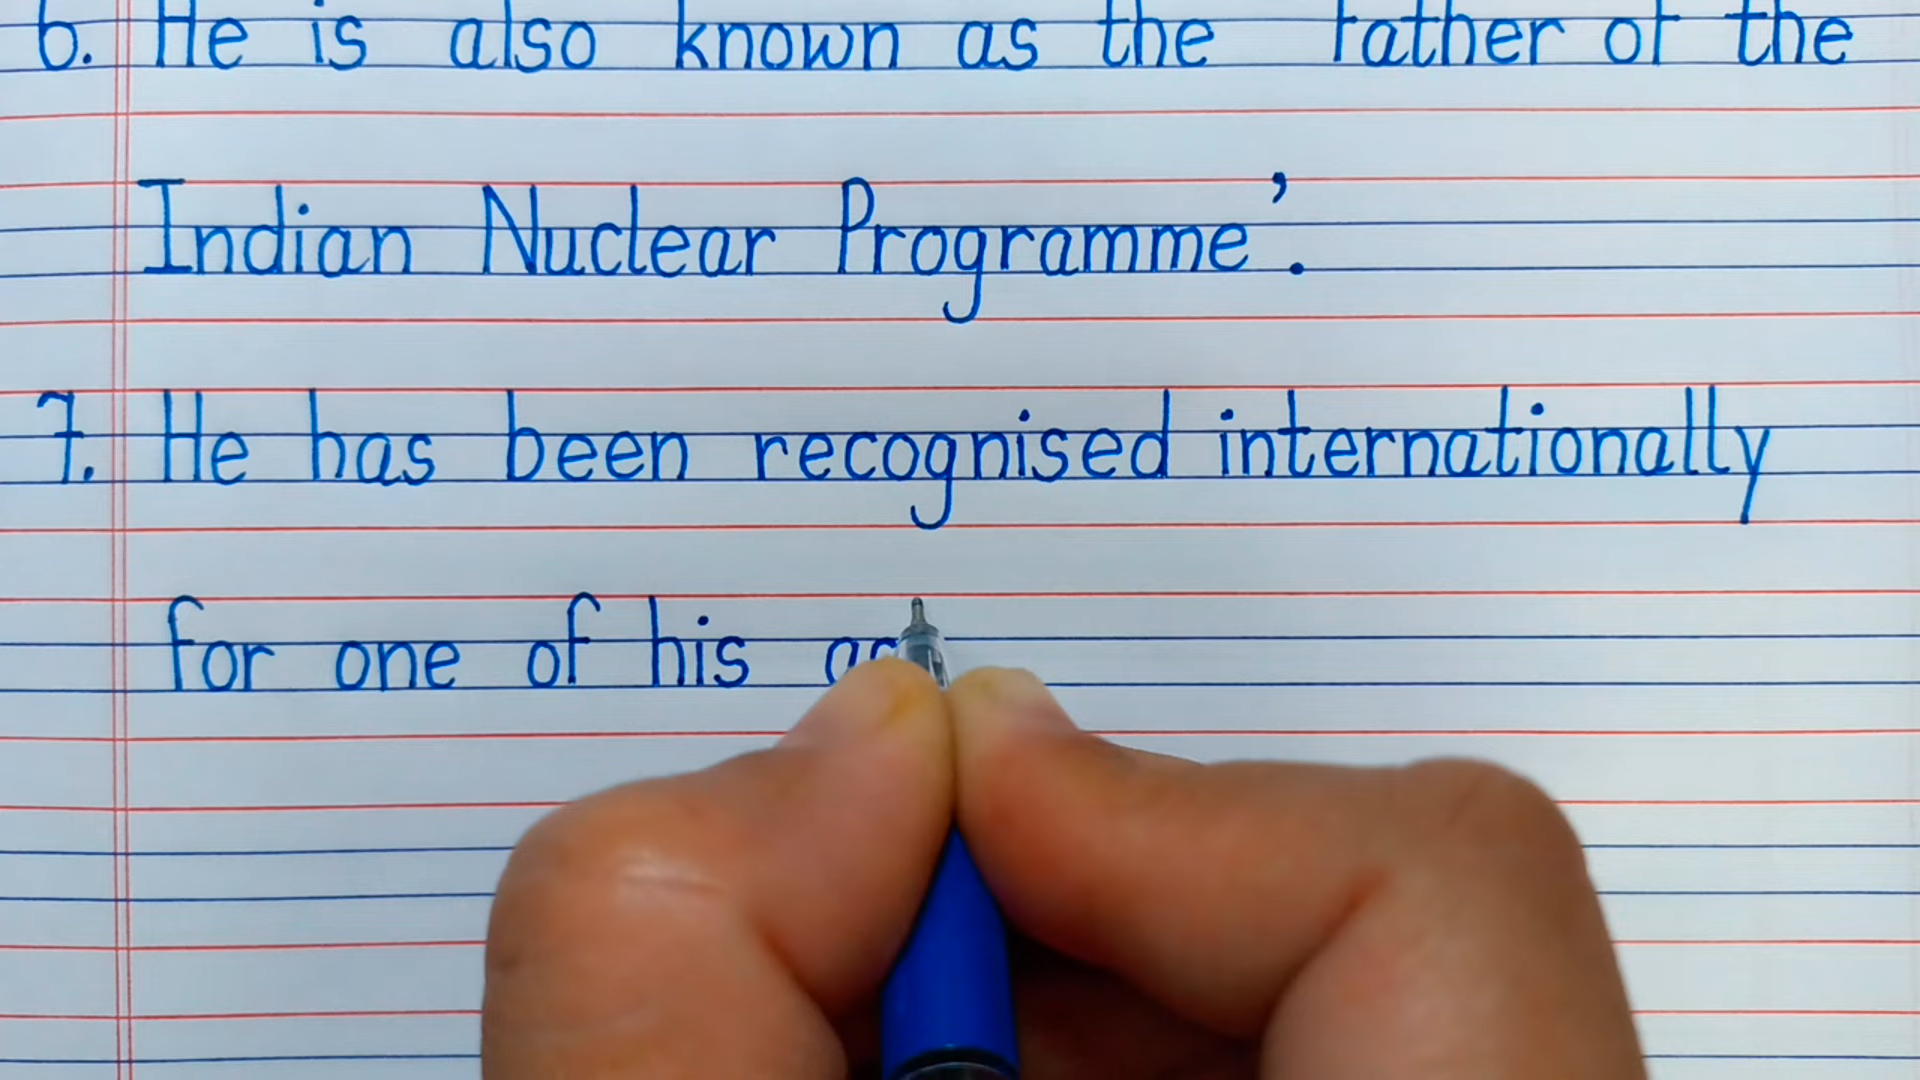 6. He is also known as the father of the
Indian Nuclear Programme’.
7. He has been recognised internationally
for one of his